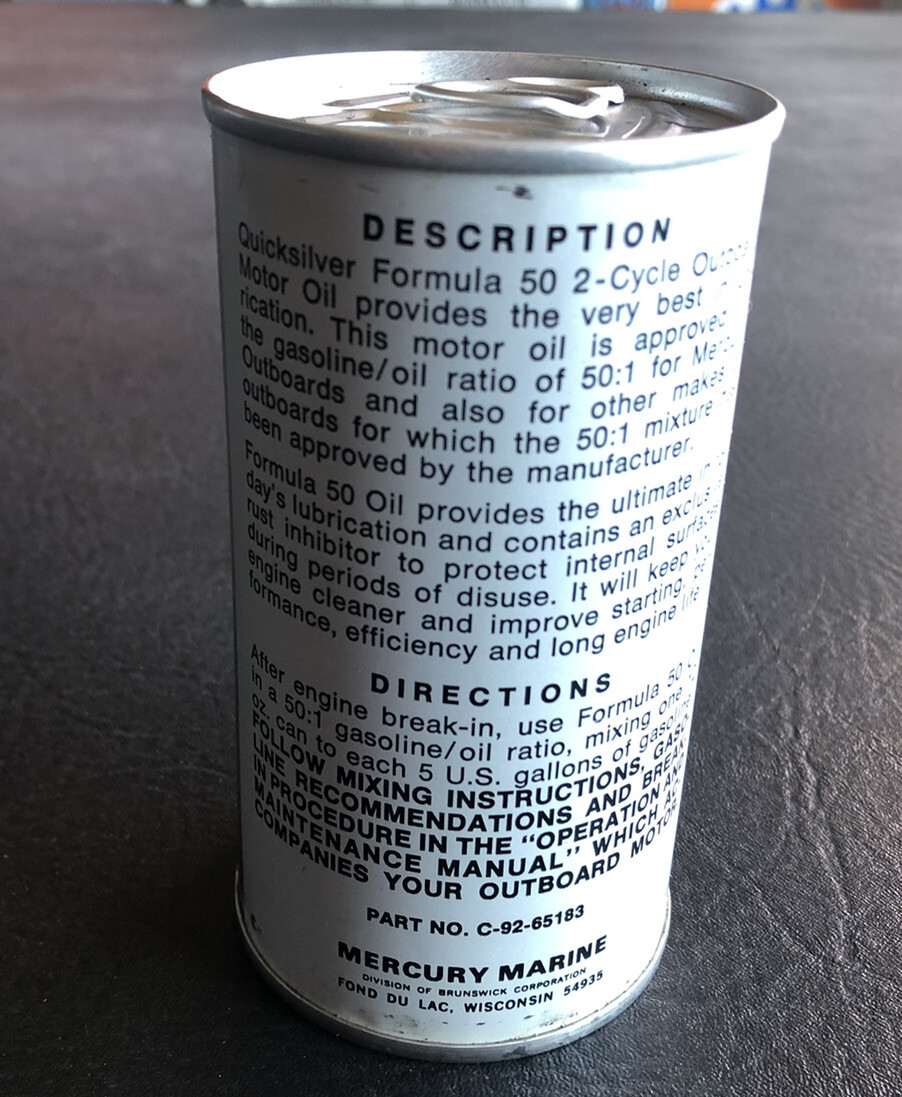 DESCRIPTION
Quicksilver Formula 50 2-Cycle
Motor Oil provides the very best
rication. This motor oil is approved
the gasoline/oil ratio of 50:1 for
Outboards and also for other makes
outboards for which the 50:1 mixture
been approved by the manufacturer.
Formula 50 Oil provides the ultimate
day's lubrication and contains an
rust inhibitor to protect internal
during periods of disuse. It will keep
engine cleaner and improve starting,
formance, efficiency and long engine life
DIRECTIONS
After engine break-in, use Formula 50
in a 50:1 gasoline/oil ratio, mixing one
oz. can to each 5 U.S. gallons of gasoline
FOLLOW MIXING INSTRUCTIONS,
LINE RECOMMENDATIONS AND BREAK
IN PROCEDURE IN THE “OPERATION AND
MAINTENANCE MANUAL” WHICH
COMPANIES YOUR OUTBOARD MOTOR
PART NO. C-92-65183
MERCURY MARINE
DIVISION OF BRUNSWICK CORPORATION
FOND DU LAC, WISCONSIN 54935